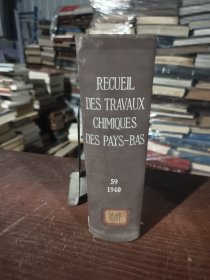 RECUEIL
DES TRAVAUX
CHIMIQUES
DES PAYS-BAS
59
1940